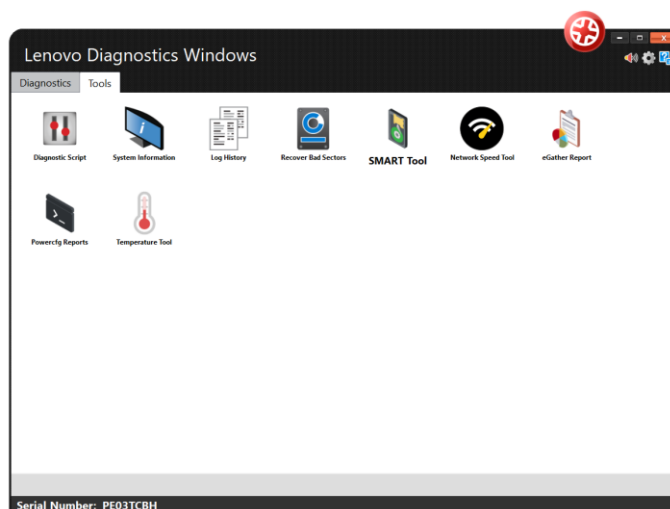 Lenovo Diagnostics Windows
Diagnostics Tools
Diagnostic Script System Information Log History Recover Bad Sectors SMART Tool Network Speed Tool eGather Report
Powercfg Reports Temperature Tool
Serial Number: PE03TCBH